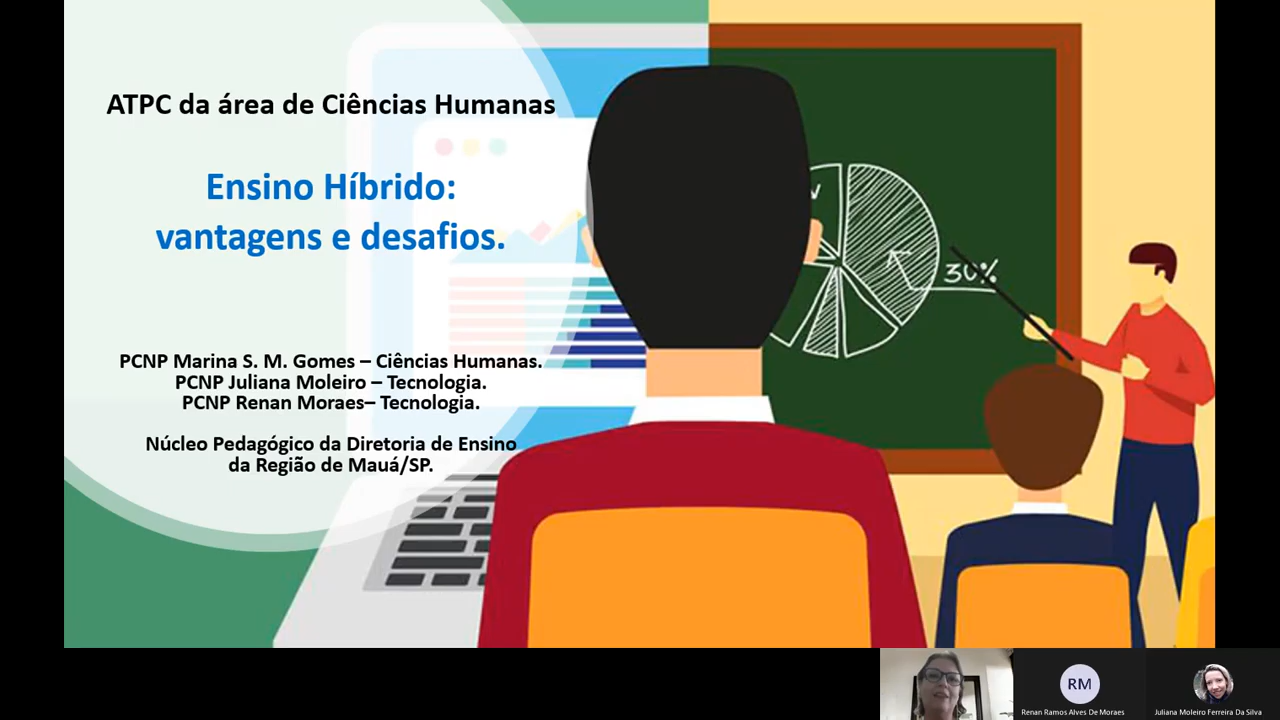 ATPC da área de Ciências Humanas
Ensino Híbrido:
vantagens e desafios.
PCNP Marina S. M. Gomes – Ciências Humanas.
PCNP Juliana Moleiro – Tecnologia.
PCNP Renan Moraes– Tecnologia.
Núcleo Pedagógico da Diretoria de Ensino
da Região de Mauá/SP.
30%
RM
Renan Ramos Alves De Moraes
Juliana Moleiro Ferreira Da Silva